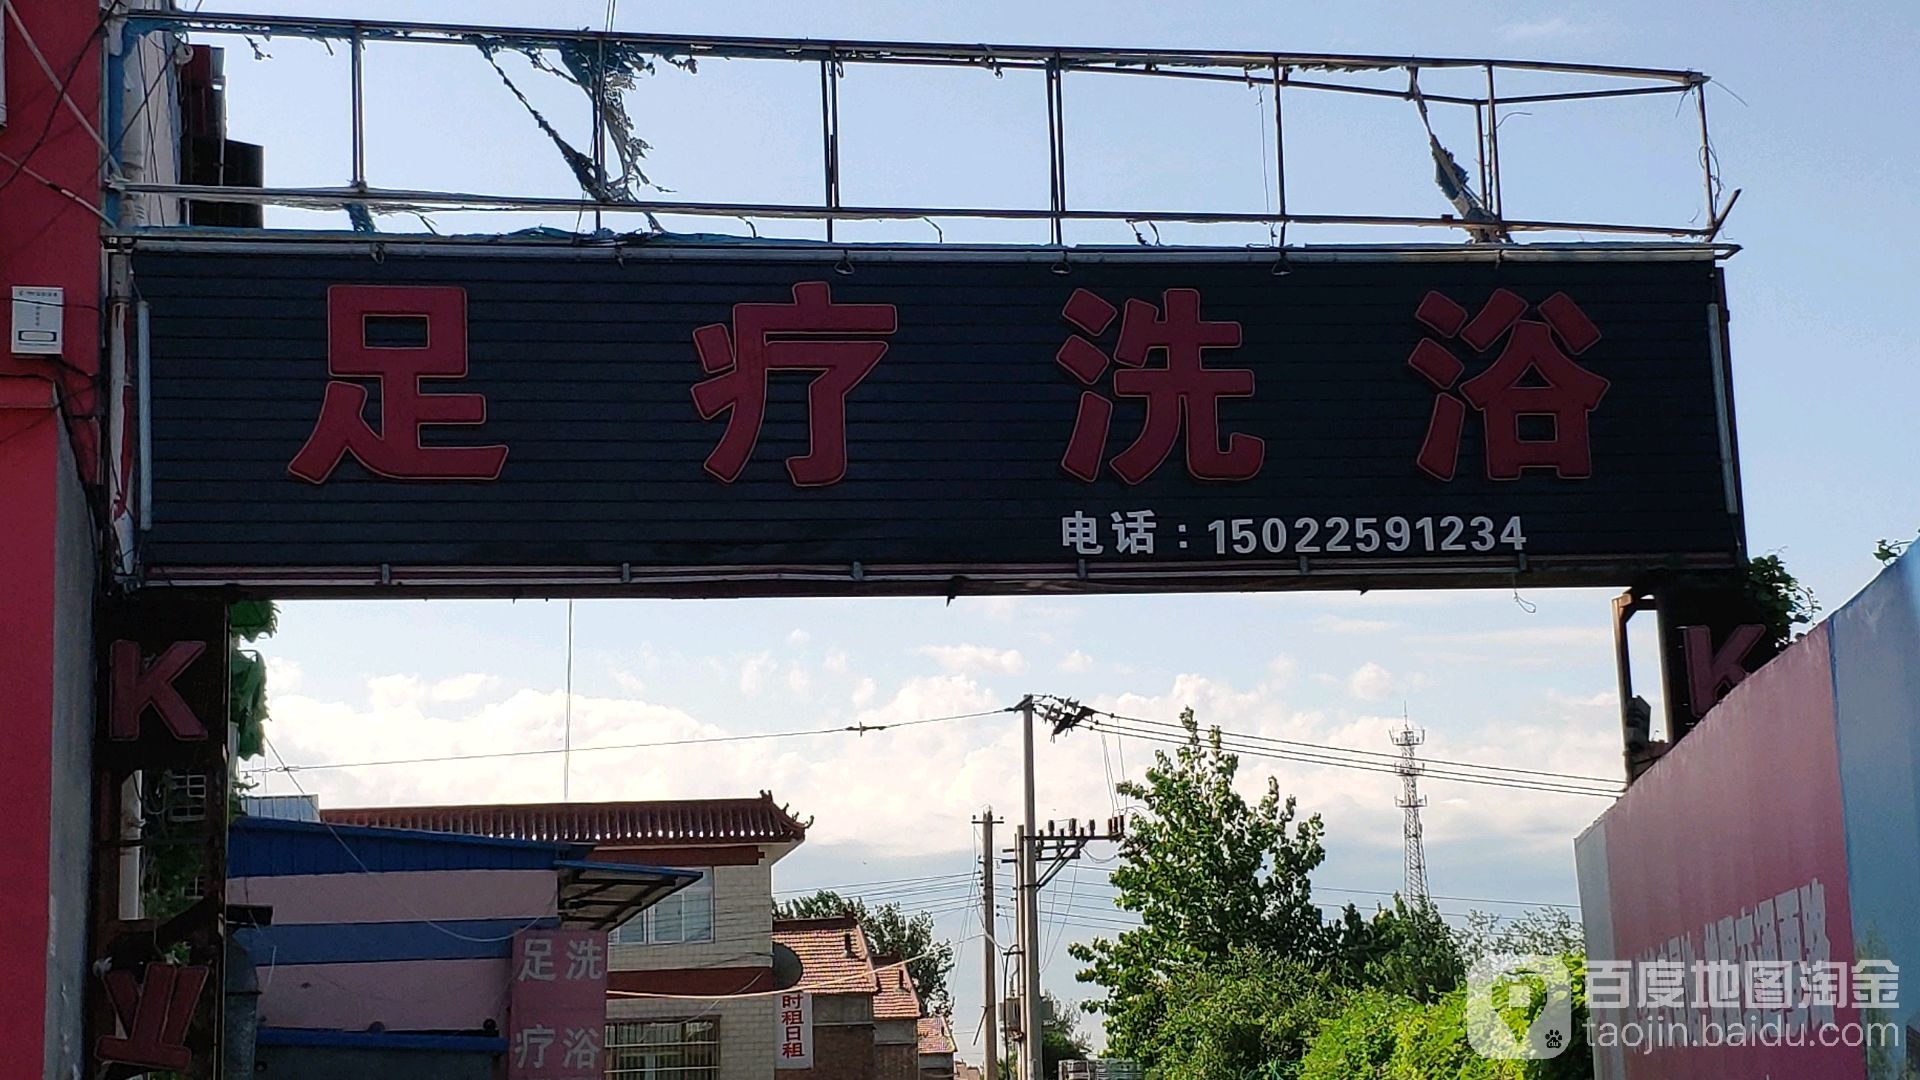 足疗洗浴
电话：15022591234
K
K
业
足 洗
疗 浴
时租日租
百度地图淘金
taojin.baidu.com